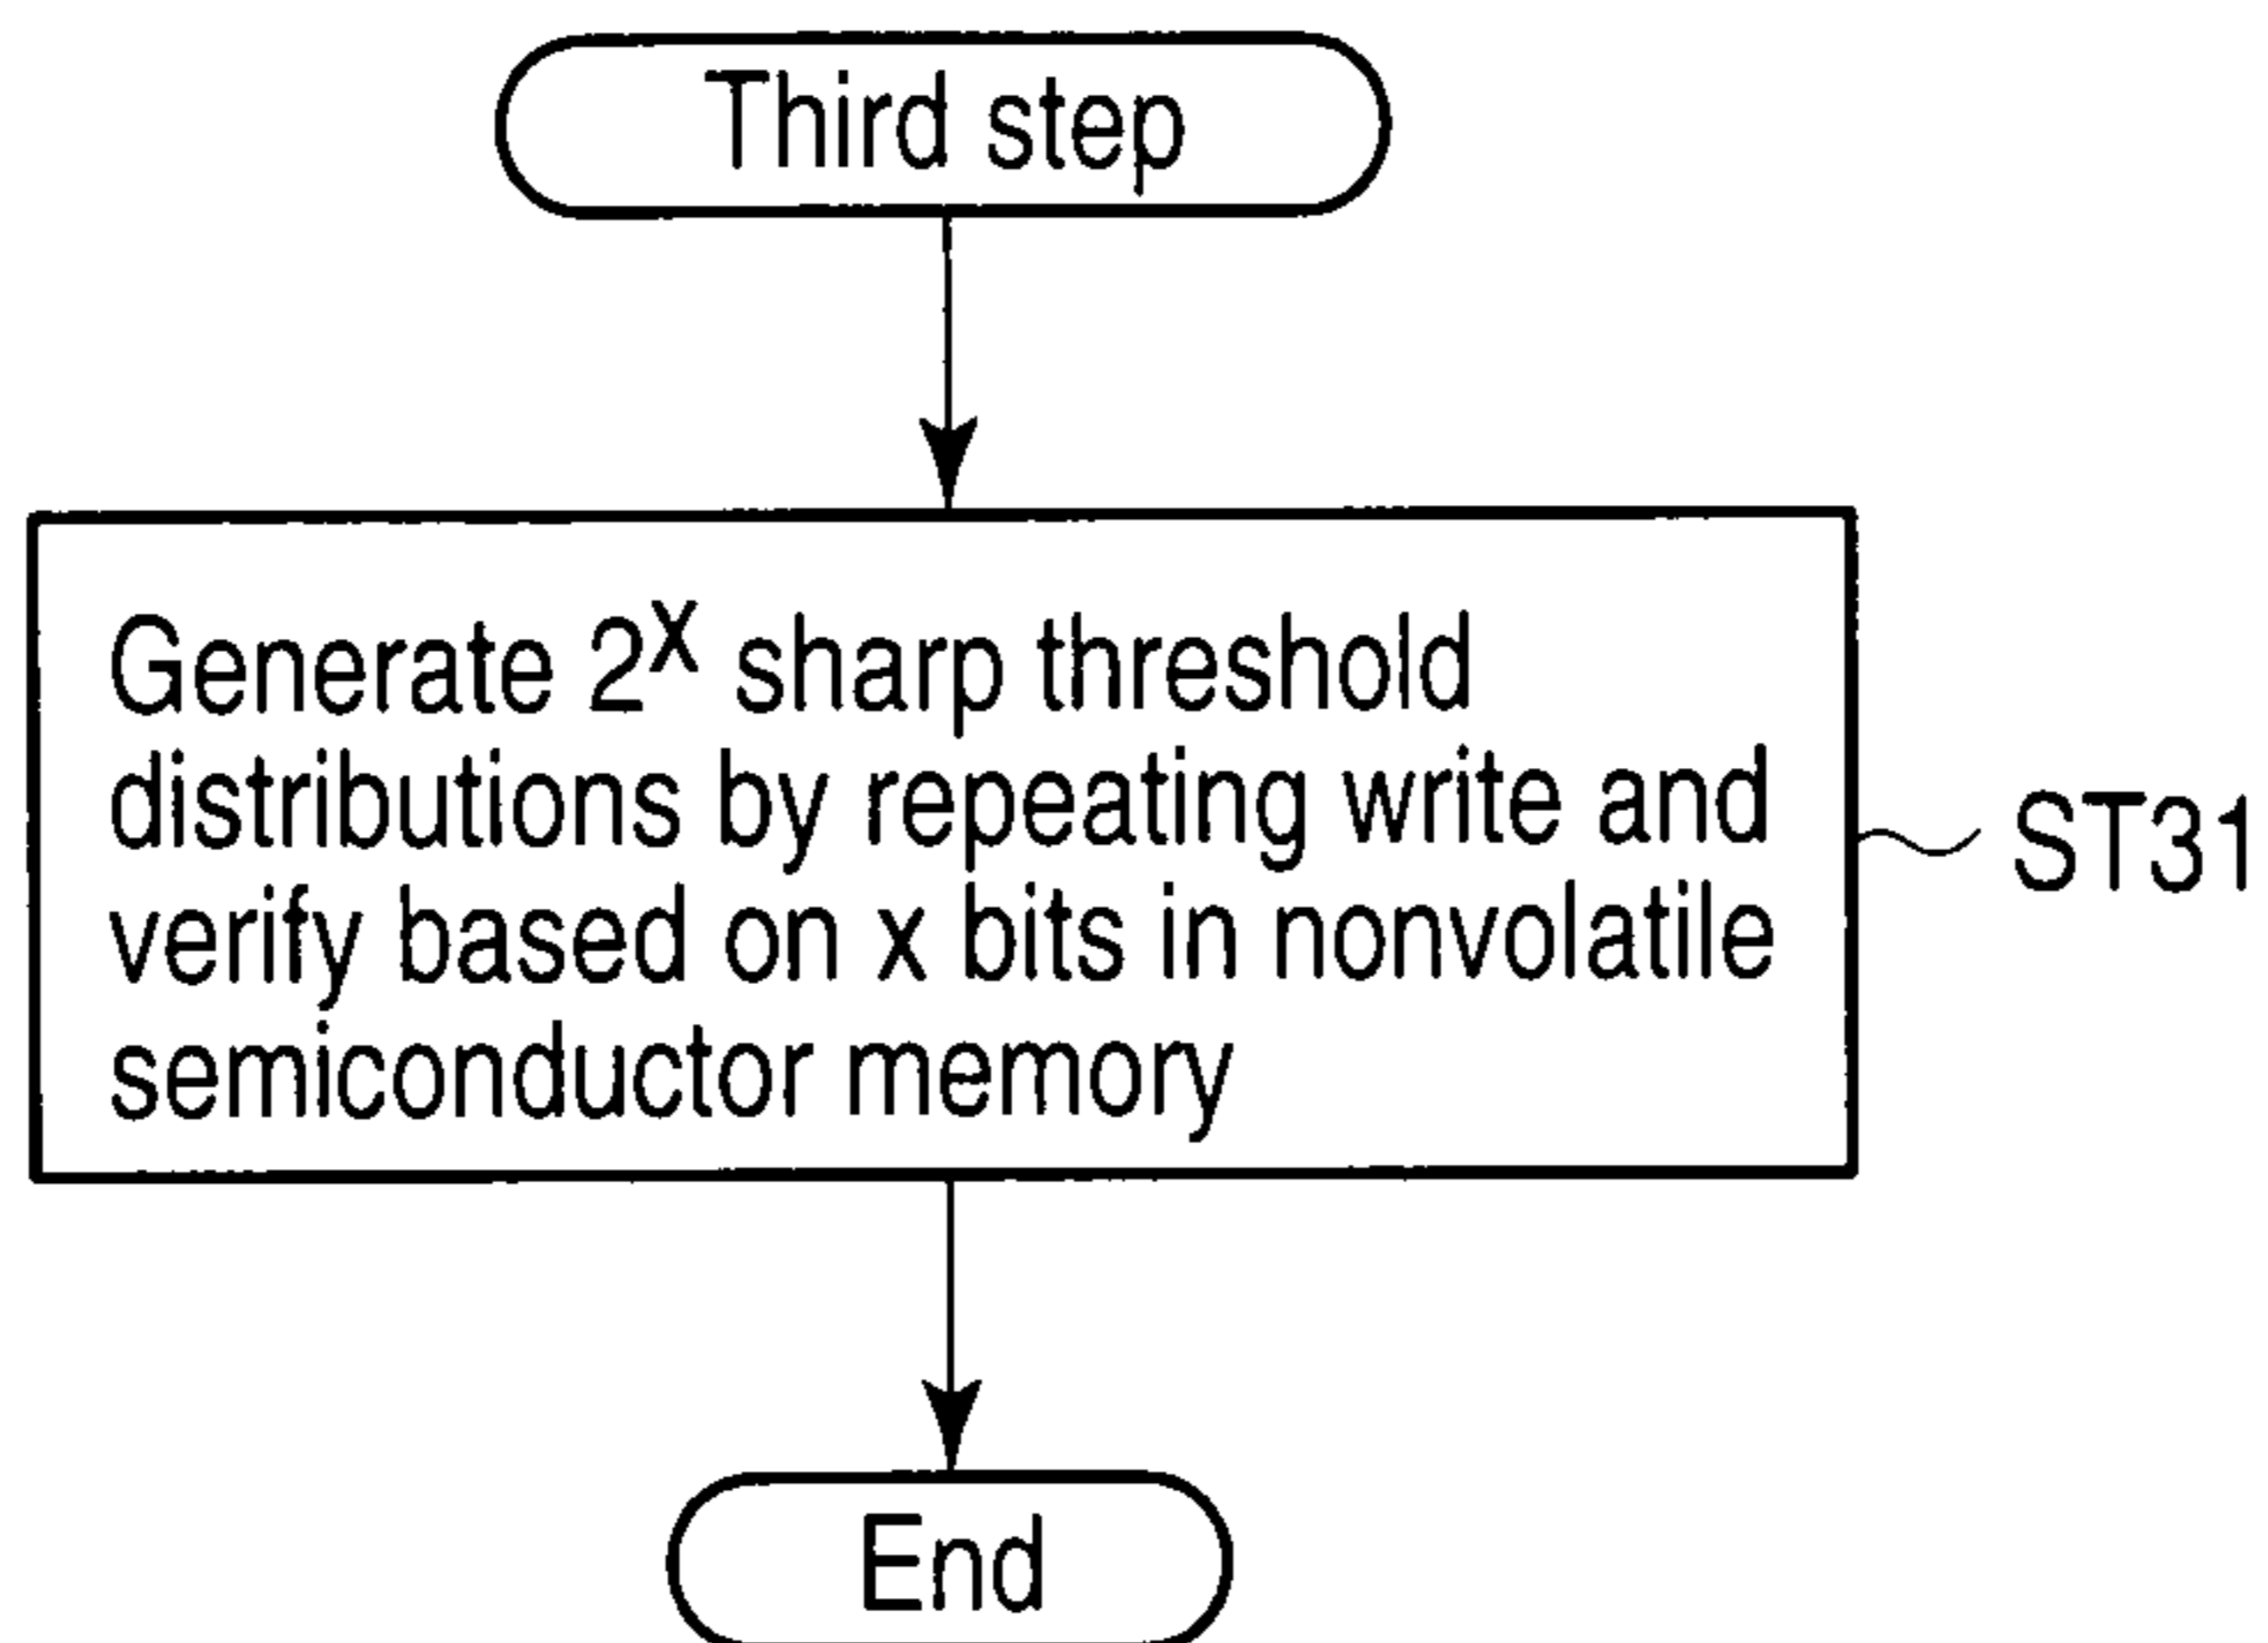 Third step
Generate 2^X sharp threshold
distributions by repeating write and
verify based on x bits in nonvolatile
semiconductor memory
ST31
End